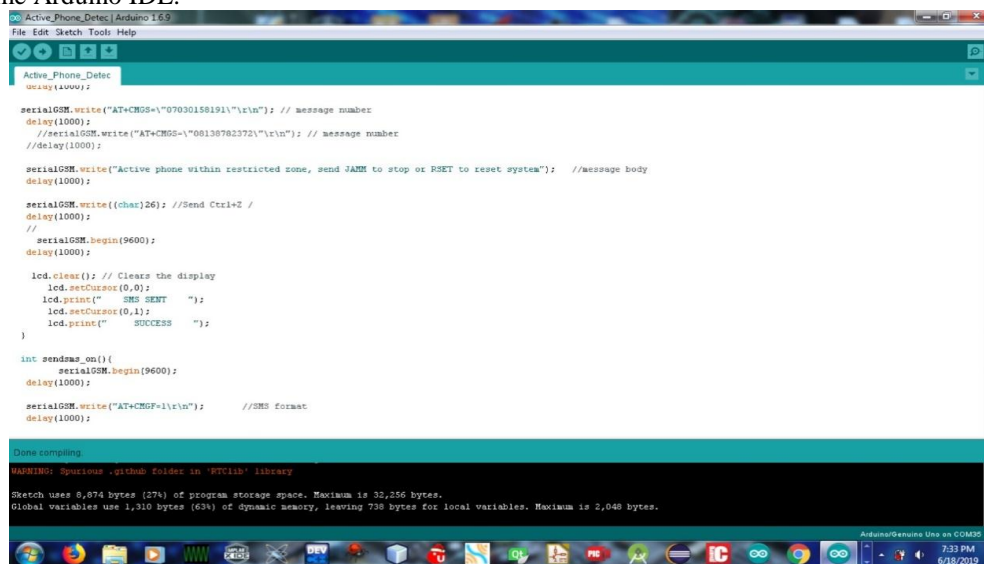 the Arduino IDE.
Active_Phone_Detec | Arduino 1.6.9
File Edit Sketch Tools Help
Active_Phone_Detec
delay(1000);
serialGSM.write("AT+CMGS=\"07030158191\"\r\n"); // message number
delay(1000);
//serialGSM.write("AT+CMGS=\"08138782372\"\r\n"); // message number
//delay(1000);
serialGSM.write("Active phone within restricted zone, send JAMM to stop or RSET to reset system"); //message body
delay(1000);
serialGSM.write((char)26); //Send Ctrl+Z /
delay(1000);
//
serialGSM.begin(9600);
delay(1000);
lcd.clear(); // Clears the display
lcd.setCursor(0,0);
lcd.print(" SMS SENT ");
lcd.setCursor(0,1);
lcd.print(" SUCCESS ");
}
int sendsms_on(){
serialGSM.begin(9600);
delay(1000);
serialGSM.write("AT+CMGF=1\r\n"); //SMS format
delay(1000);
Done compiling.
WARNING: Spurious .github folder in 'RTClib' library
Sketch uses 8,874 bytes (27%) of program storage space. Maximum is 32,256 bytes.
Global variables use 1,310 bytes (63%) of dynamic memory, leaving 738 bytes for local variables. Maximum is 2,048 bytes.
Arduino/Genuino Uno on COM35
DEV
7:33 PM
6/18/2019